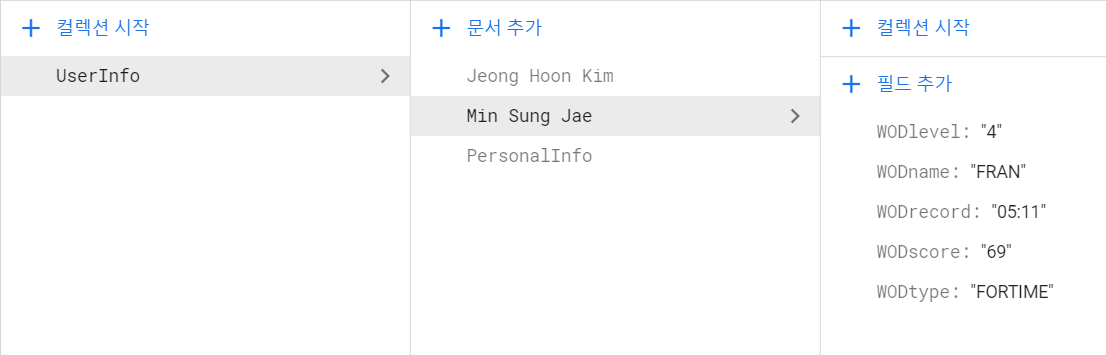 컬렉션 시작
UserInfo
문서 추가
Jeong Hoon Kim
Min Sung Jae
PersonalInfo
컬렉션 시작
필드 추가
WODlevel: "4"
WODname: "FRAN"
WODrecord: "05:11"
WODscore: "69"
WODtype: "FORTIME"